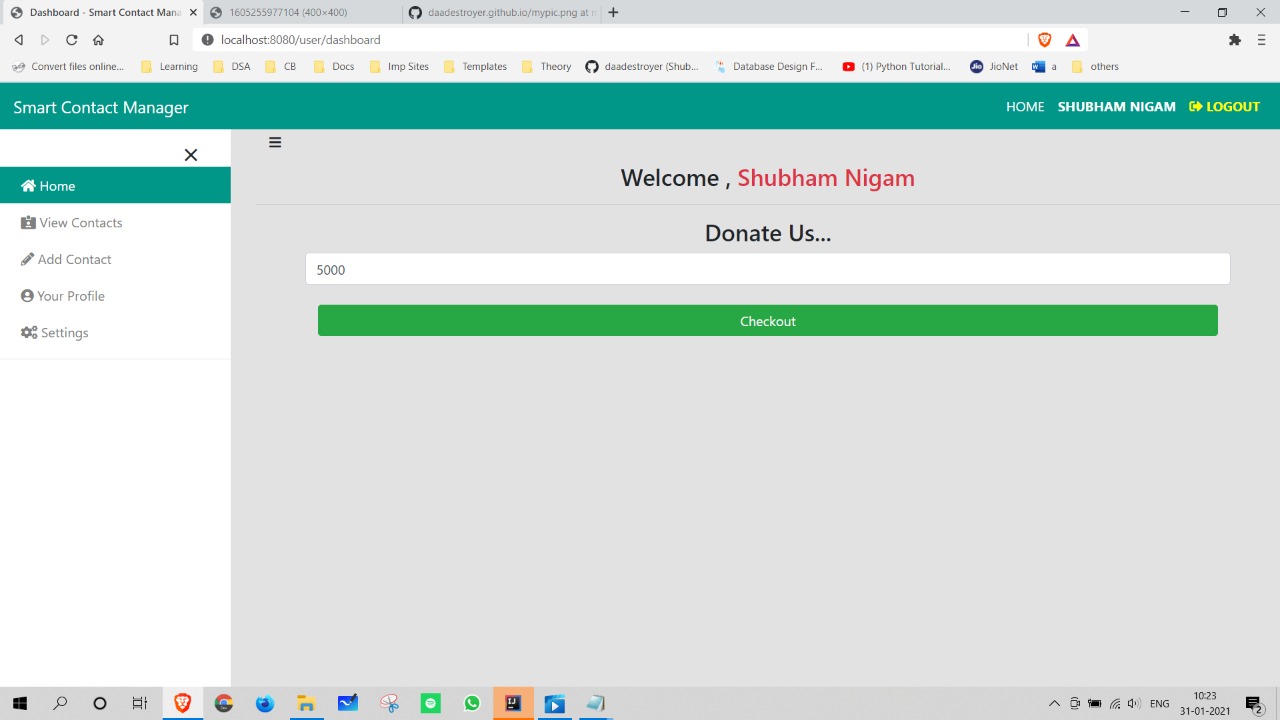 Dashboard - Smart Contact Mana
1605255977104 (400×400)
daadestroyer.github.io/mypic.png at m
localhost:8080/user/dashboard
Convert files online...
Learning
DSA
CB
Docs
Imp Sites
Templates
Theory
daadestroyer (Shub...
Database Design F...
(1) Python Tutorial...
Jio
JioNet
a
others
Smart Contact Manager
HOME
SHUBHAM NIGAM
LOGOUT
Home
View Contacts
Add Contact
Your Profile
Settings
Welcome , Shubham Nigam
Donate Us...
5000
Checkout
ENG
10:23
31-01-2021
2